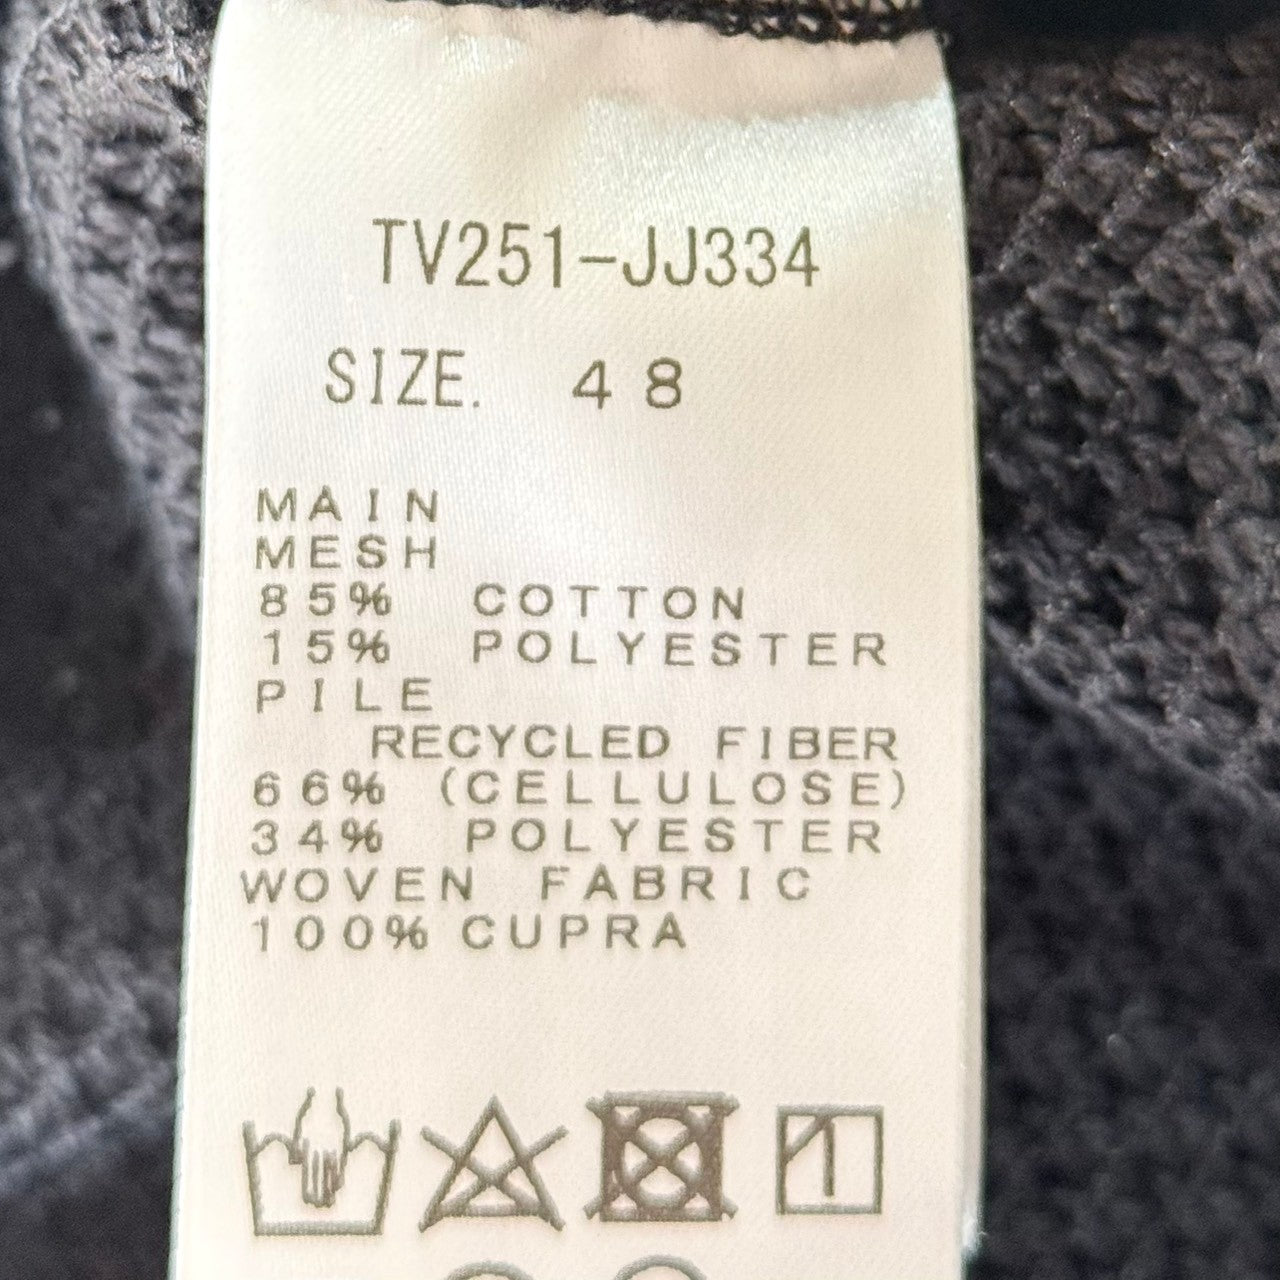 TV251-JJ334
SIZE. 48
MAIN
MESH
85% COTTON
15% POLYESTER
PILE
RECYCLED FIBER
66% (CELLULOSE)
34% POLYESTER
WOVEN FABRIC
100% CUPRA